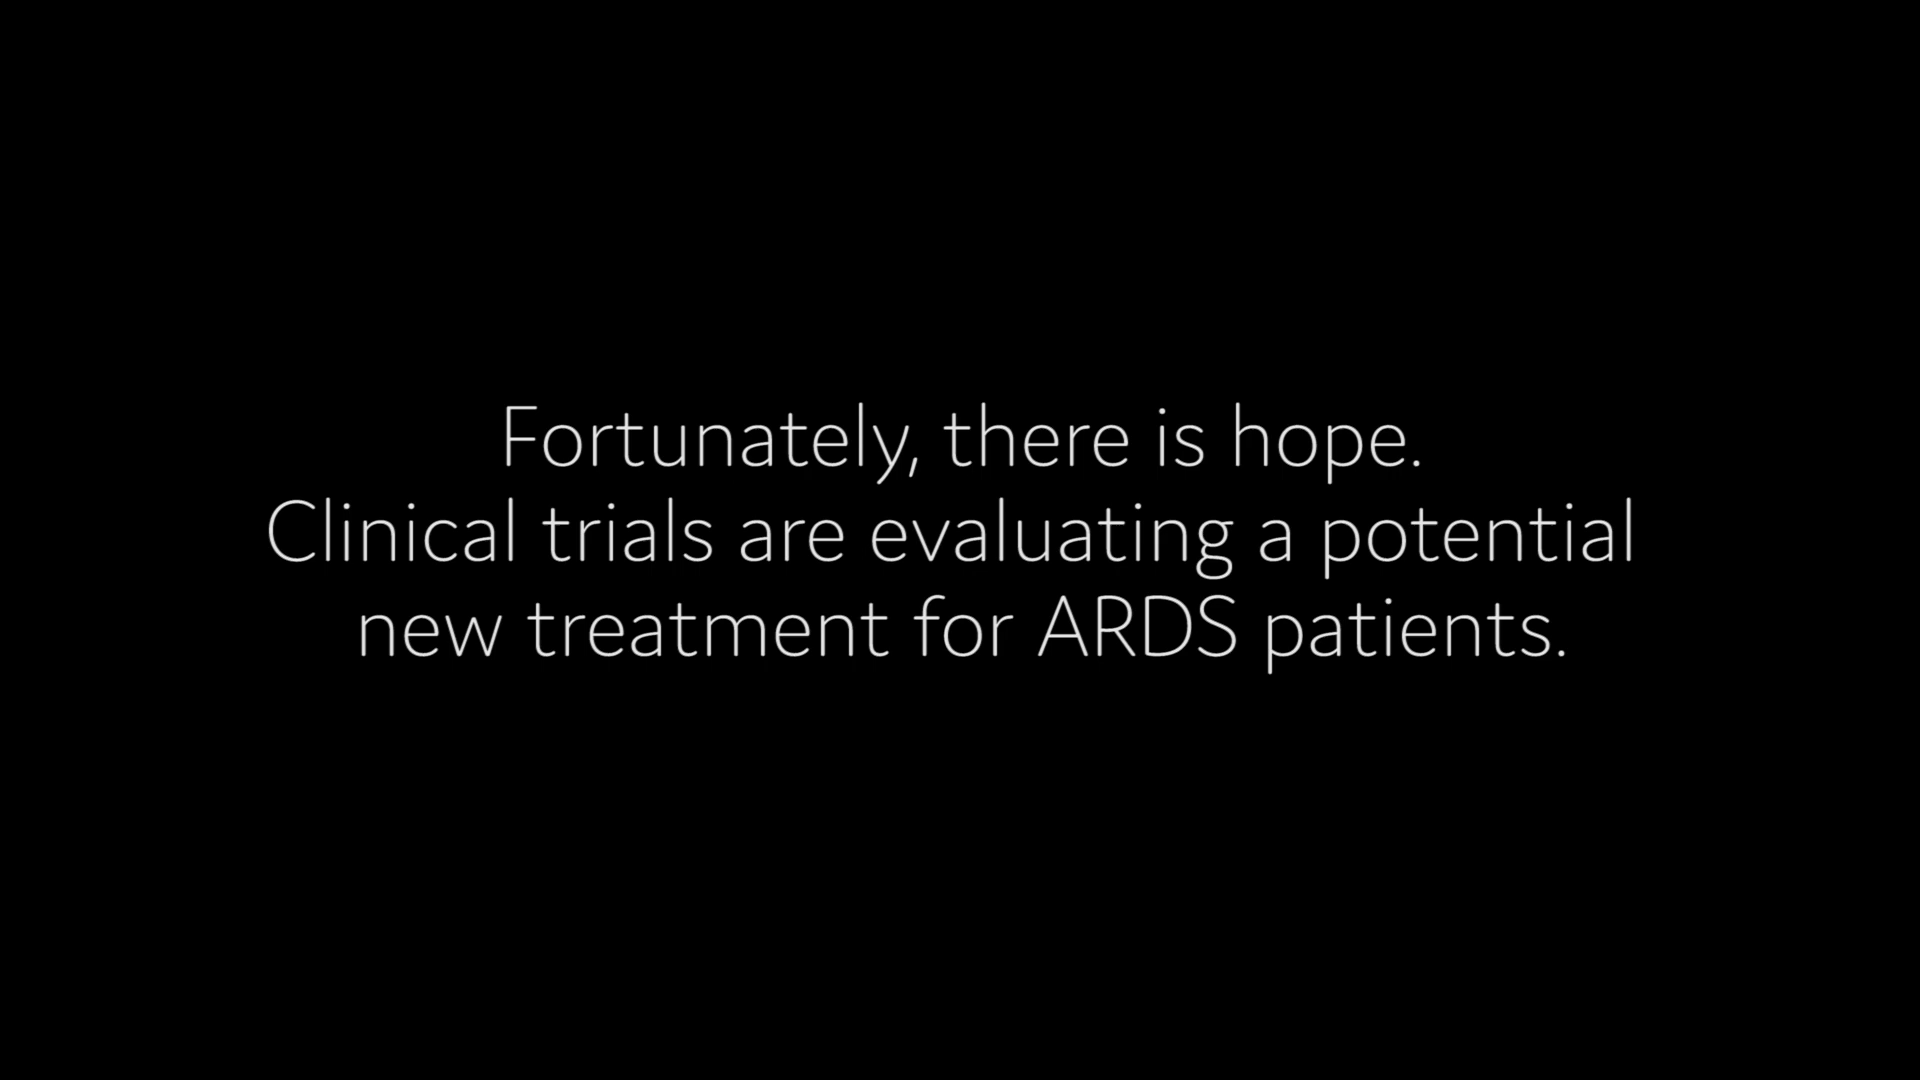 Fortunately, there is hope.
Clinical trials are evaluating a potential
new treatment for ARDS patients.